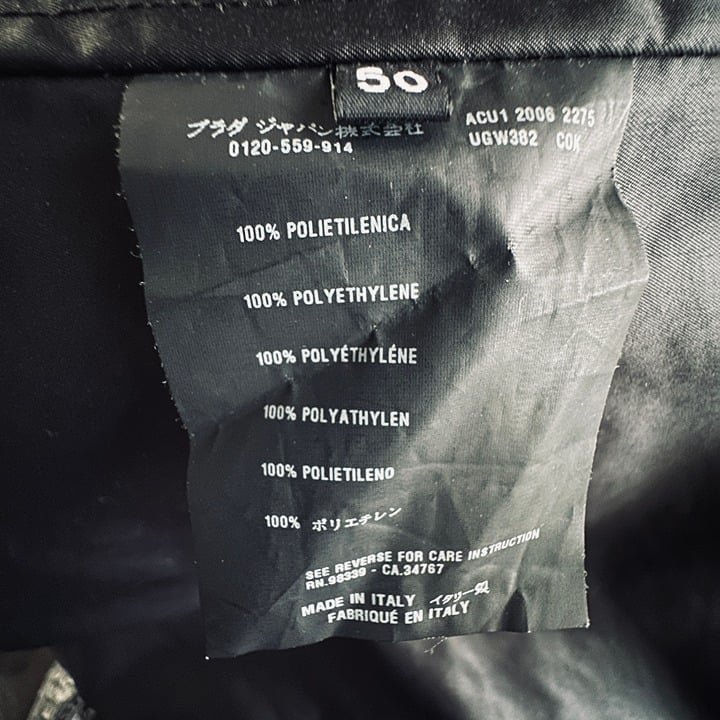 50
プラダ ジャパン株式会社
0120-559-914
ACU1 2006 2275
UGW382 COK
100% POLIETILENICA
100% POLYETHYLENE
100% POLYÉTHYLÉNE
100% POLYATHYLEN
100% POLIETILENO
100% ポリエチレン
SEE REVERSE FOR CARE INSTRUCTION
RN.98339 - CA.34767
MADE IN ITALY イタリー製
FABRIQUÉ EN ITALY